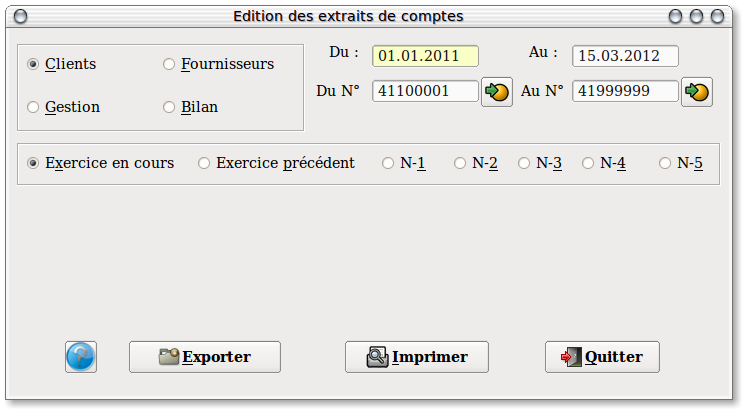 Edition des extraits de comptes
Clients Fournisseurs Du : 01.01.2011 Au : 15.03.2012
Gestion Bilan Du N° 41100001 Au N° 41999999
Exercice en cours Exercice précédent N-1 N-2 N-3 N-4 N-5
Exporter Imprimer Quitter